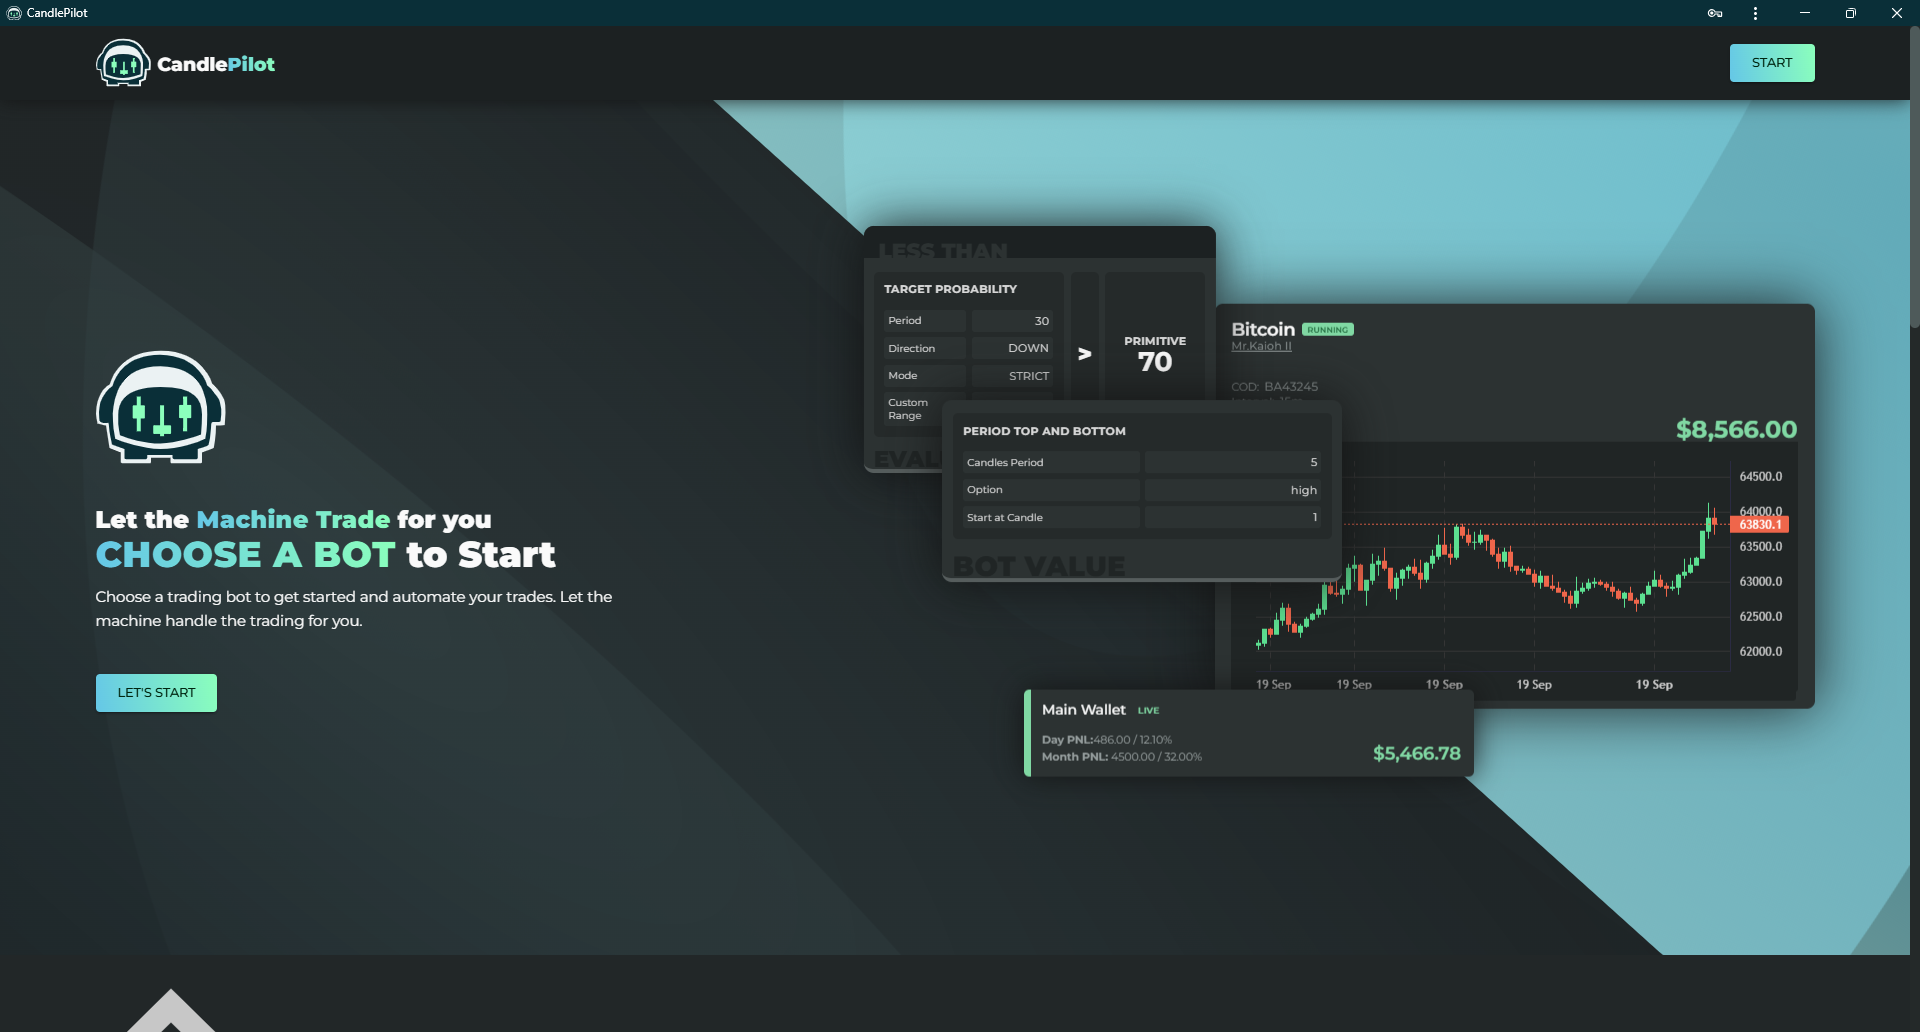 CandlePilot
CandlePilot
START
LESS THAN
TARGET PROBABILITY
Period 30
Direction DOWN
Mode STRICT
Custom
Range
>
PRIMITIVE
70
PERIOD TOP AND BOTTOM
Candles Period 5
Option high
Start at Candle 1
BOT VALUE
Bitcoin RUNNING
Mr.Kaioh II
COD: BA43245
$8,566.00
64500.0
64000.0
63830.1
63500.0
63000.0
62500.0
62000.0
19 Sep 19 Sep 19 Sep 19 Sep 19 Sep
Main Wallet LIVE
Day PNL:486.00 / 12.10%
Month PNL: 4500.00 / 32.00%
$5,466.78
Let the Machine Trade for you
CHOOSE A BOT to Start
Choose a trading bot to get started and automate your trades. Let the
machine handle the trading for you.
LET'S START